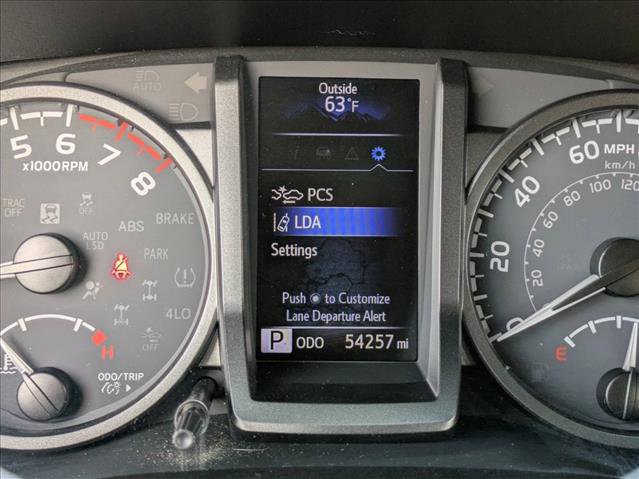 AUTO
Outside
63°F
5 6 7 8
x1000RPM
TRAC
OFF
OFF
ABS
BRAKE
AUTO
LSD
PARK
4LO
OFF
H
ODO/TRIP
i
PCS
LDA
Settings
Push to Customize
Lane Departure Alert
P ODO 54257 mi
0 20 40 60 MPH
km/h
20 40 60 80 100 120
E